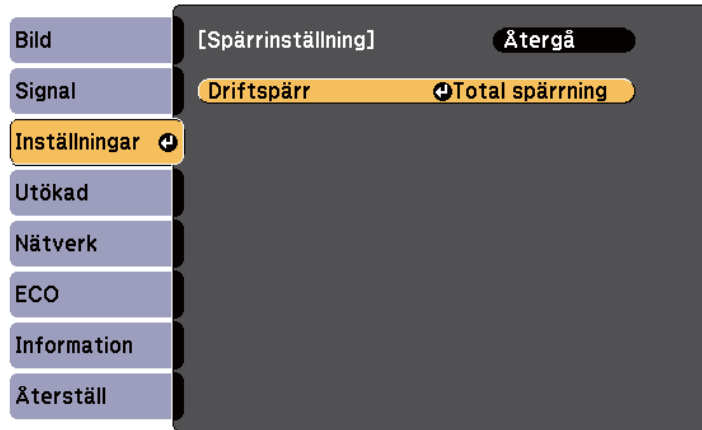 Bild
Signal
Inställningar
Utökad
Nätverk
ECO
Information
Återställ
[Spärrinställning] Återgå
Driftspärr Total spärrning